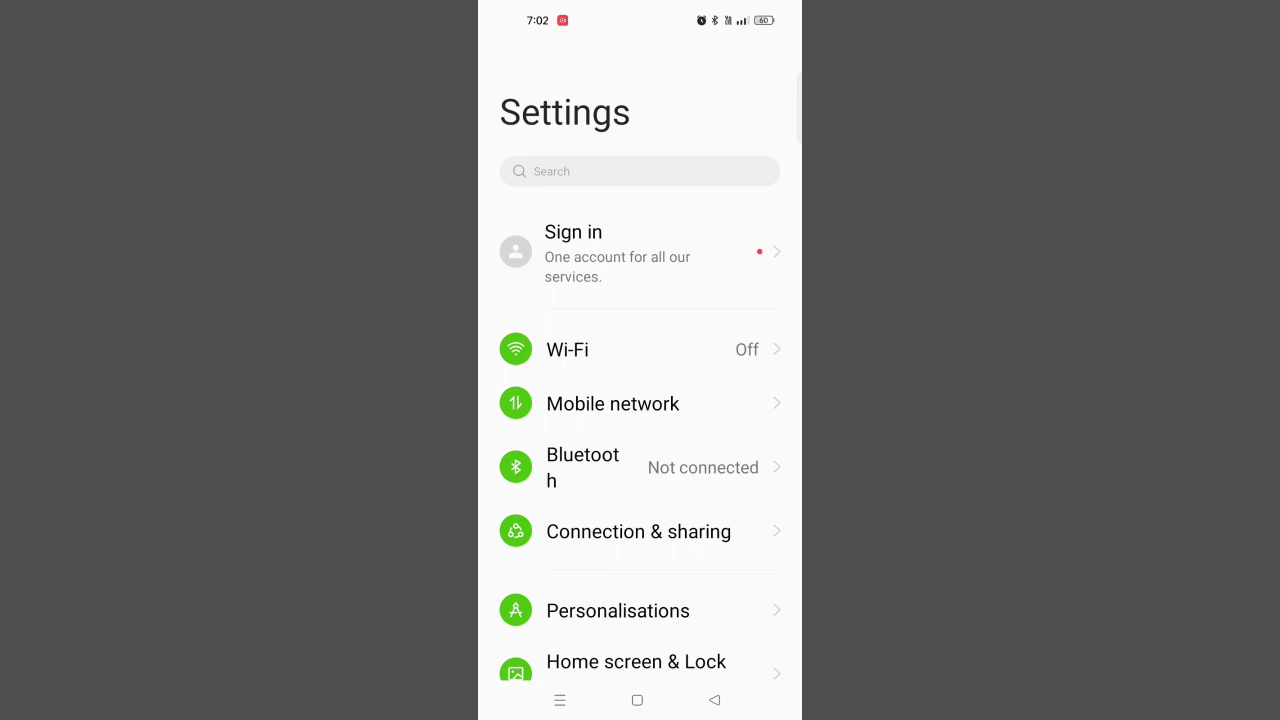 7:02
60
Settings
Search
Sign in
One account for all our
services.
Wi-Fi
Off
Mobile network
Bluetoot
h
Not connected
Connection & sharing
Personalisations
Home screen & Lock